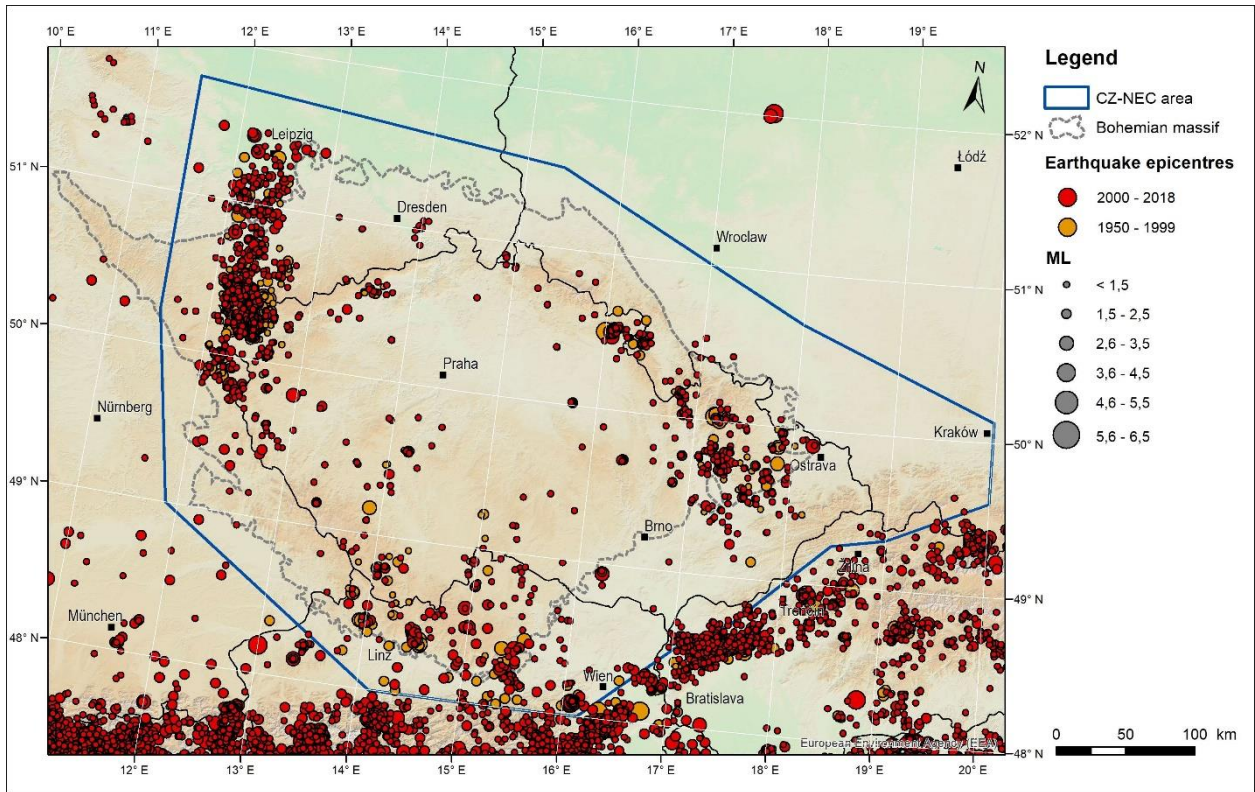 10° E 11° E 12° E 13° E 14° E 15° E 16° E 17° E 18° E 19° E
N
52° N
51° N
Leipzig
Łódź
Dresden
Wroclaw
51° N
50° N
Praha
Nürnberg
Kraków
50° N
Ostrava
49° N
Brno
Žilina
Trenčín
49° N
München
48° N
Linz
Wien
Bratislava
European Environment Agency (EEA)
48° N
12° E 13° E 14° E 15° E 16° E 17° E 18° E 19° E 20° E
Legend
CZ-NEC area
Bohemian massif
Earthquake epicentres
2000 - 2018
1950 - 1999
ML
< 1,5
1,5 - 2,5
2,6 - 3,5
3,6 - 4,5
4,6 - 5,5
5,6 - 6,5
0 50 100 km